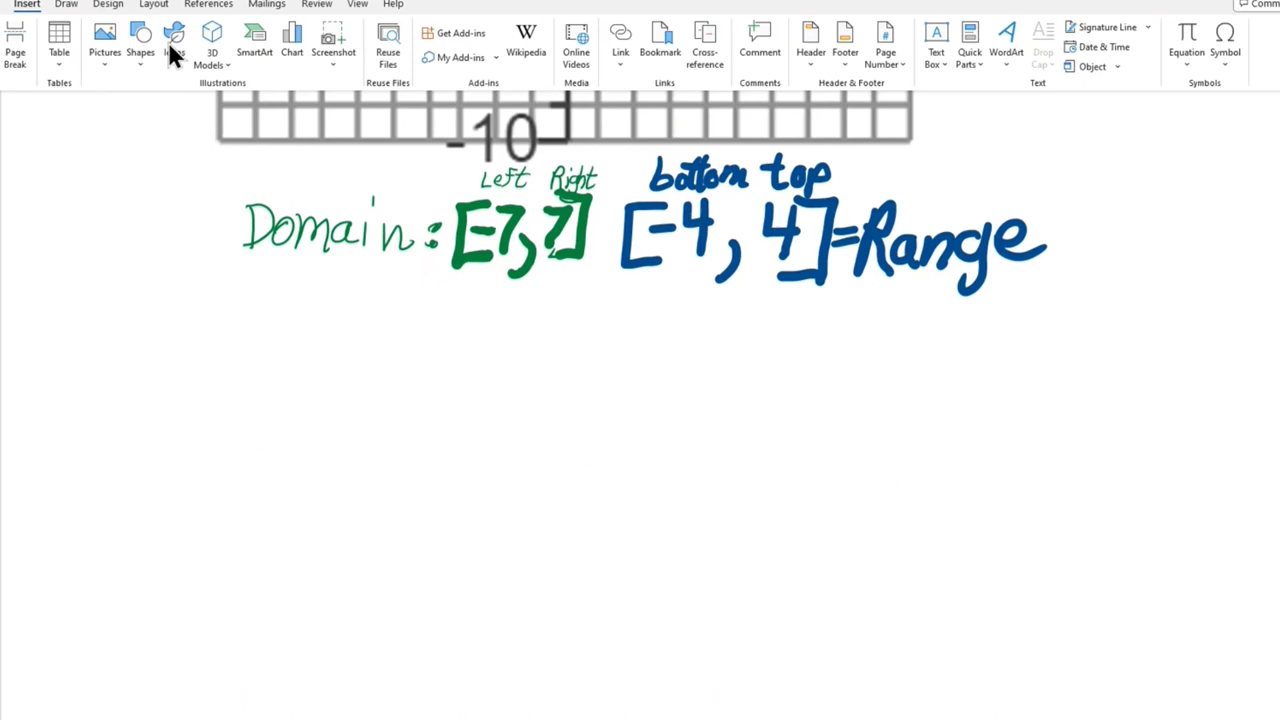 Insert Draw Design Layout References Mailings Review View Help
Page Break Table Pictures Shapes 3D Models SmartArt Chart Screenshot Reuse Files Get Add-ins My Add-ins Wikipedia Online Videos Link Bookmark Cross-reference Comment Header Footer Page Number Text Box Quick Parts WordArt Drop Cap Signature Line Date & Time Object Equation Symbol
Tables Illustrations Reuse Files Add-ins Media Links Comments Header & Footer Text Symbols
-10
Left Right bottom top
Domain: [-7, 7] [-4, 4]=Range